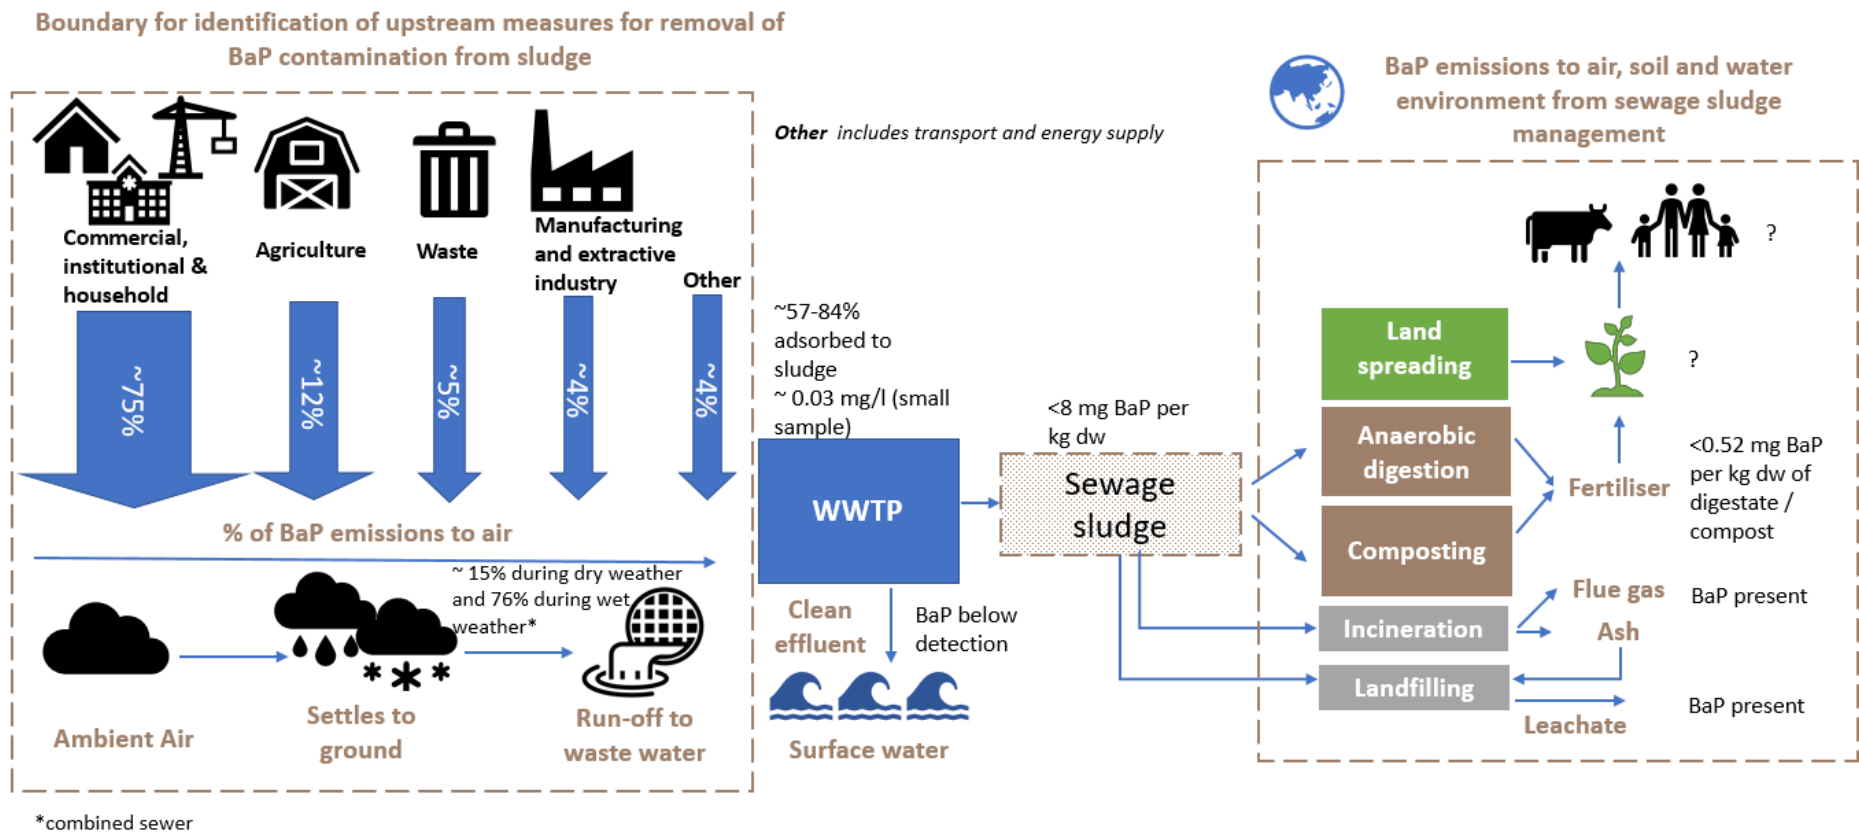 Boundary for identification of upstream measures for removal of
BaP contamination from sludge
Commercial,
institutional &
household
Agriculture
Waste
Manufacturing
and extractive
industry
Other
~75%
~12%
~5%
~4%
~4%
% of BaP emissions to air
~ 15% during dry weather
and 76% during wet
weather*
Ambient Air
Settles to
ground
Run-off to
waste water
*combined sewer
Other includes transport and energy supply
~57-84%
adsorbed to
sludge
~ 0.03 mg/l (small
sample)
WWTP
Clean
effluent
BaP below
detection
Surface water
<8 mg BaP per
kg dw
Sewage
sludge
BaP emissions to air, soil and water
environment from sewage sludge
management
?
Land
spreading
?
Anaerobic
digestion
Composting
Fertiliser
<0.52 mg BaP
per kg dw of
digestate /
compost
Incineration
Flue gas
BaP present
Ash
Landfilling
Leachate
BaP present